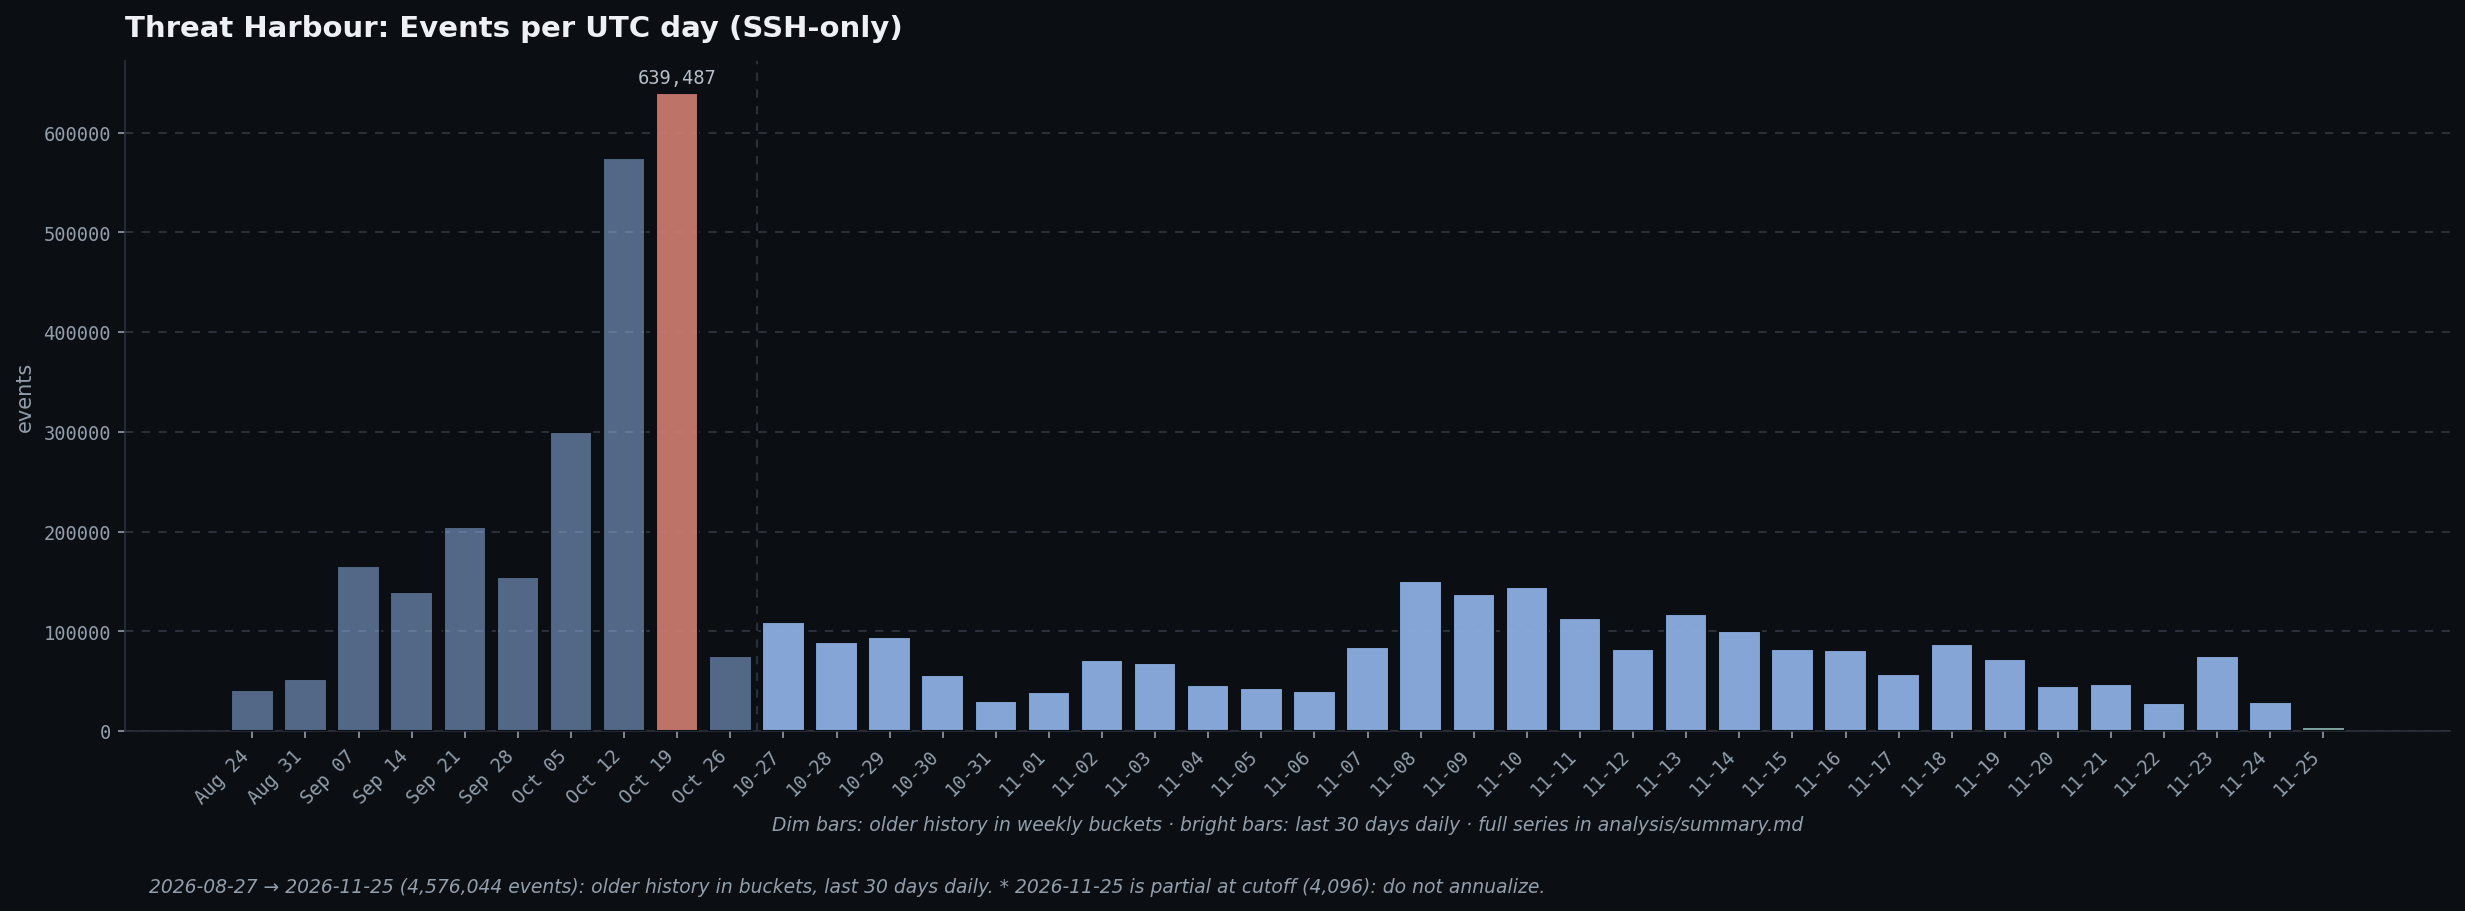 Threat Harbour: Events per UTC day (SSH-only)
639,487
600000
500000
400000
300000
200000
100000
0
events
Aug 24
Aug 31
Sep 07
Sep 14
Sep 21
Sep 28
Oct 05
Oct 12
Oct 19
Oct 26
10-27
10-28
10-29
10-30
10-31
11-01
11-02
11-03
11-04
11-05
11-06
11-07
11-08
11-09
11-10
11-11
11-12
11-13
11-14
11-15
11-16
11-17
11-18
11-19
11-20
11-21
11-22
11-23
11-24
11-25
Dim bars: older history in weekly buckets · bright bars: last 30 days daily · full series in analysis/summary.md
2026-08-27 → 2026-11-25 (4,576,044 events): older history in buckets, last 30 days daily. * 2026-11-25 is partial at cutoff (4,096): do not annualize.